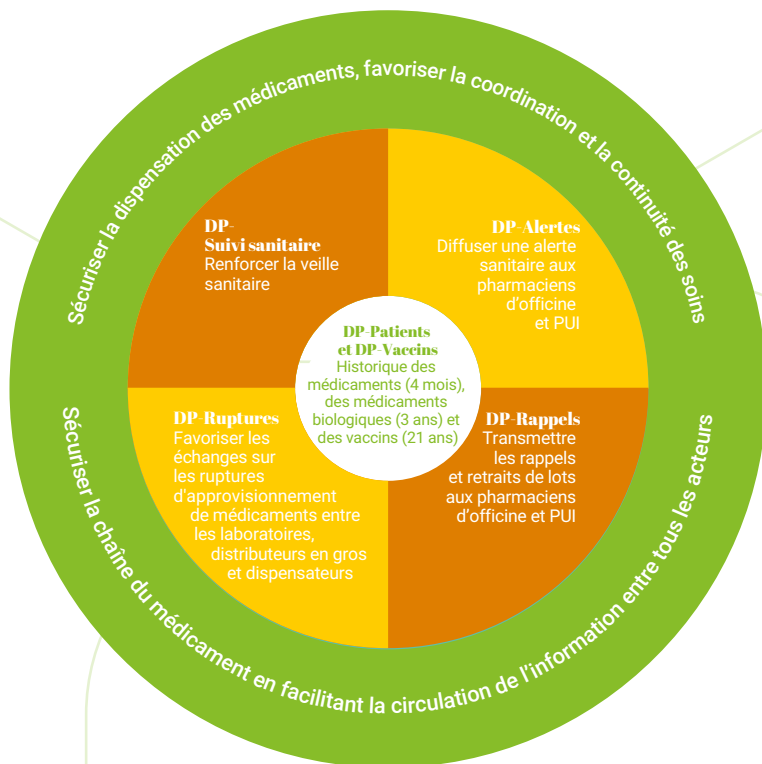 Sécuriser la dispensation des médicaments, favoriser la coordination et la continuité des soins
DP-
Suivi sanitaire
Renforcer la veille
sanitaire
DP-Alertes
Diffuser une alerte
sanitaire aux
pharmaciens
d’officine
et PUI
DP-Patients
et DP-Vaccins
Historique des
médicaments (4 mois),
des médicaments
biologiques (3 ans) et
des vaccins (21 ans)
DP-Ruptures
Favoriser les
échanges sur
les ruptures
d'approvisionnement
de médicaments entre
les laboratoires,
distributeurs en gros
et dispensateurs
DP-Rappels
Transmettre
les rappels
et retraits de lots
aux pharmaciens
d’officine et PUI
Sécuriser la chaîne du médicament en facilitant la circulation de l’information entre tous les acteurs